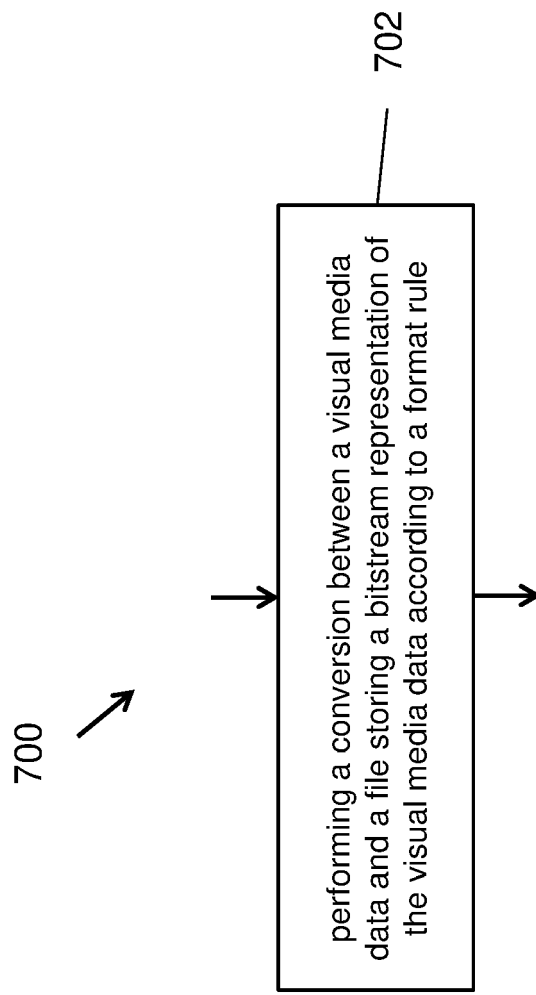 700
702
performing a conversion between a visual media
data and a file storing a bitstream representation of
the visual media data according to a format rule